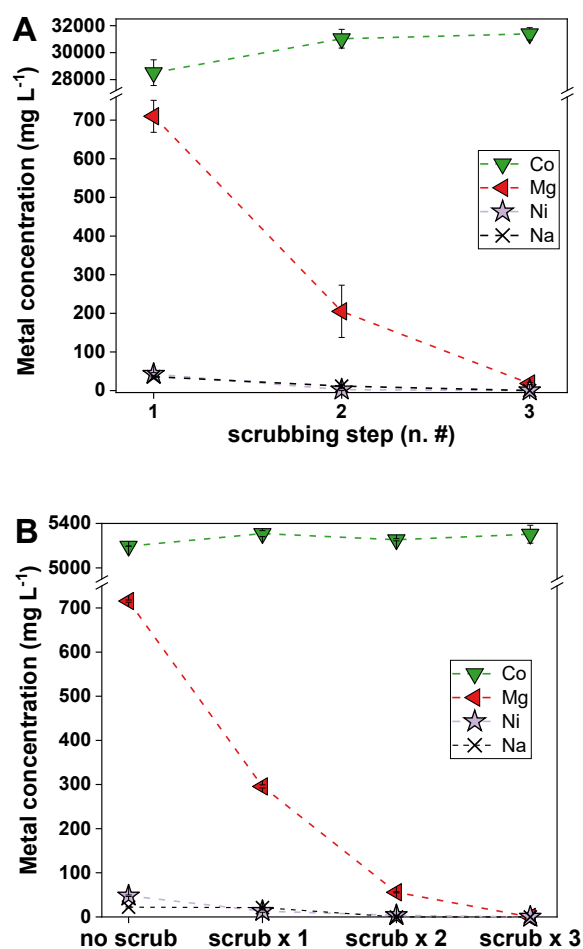 A
Metal concentration (mg L⁻¹)
32000
30000
28000
700
600
500
400
300
200
100
0
Co
Mg
Ni
Na
1
2
3
scrubbing step (n. #)
B
Metal concentration (mg L⁻¹)
5400
5000
700
600
500
400
300
200
100
0
Co
Mg
Ni
Na
no scrub
scrub x 1
scrub x 2
scrub x 3